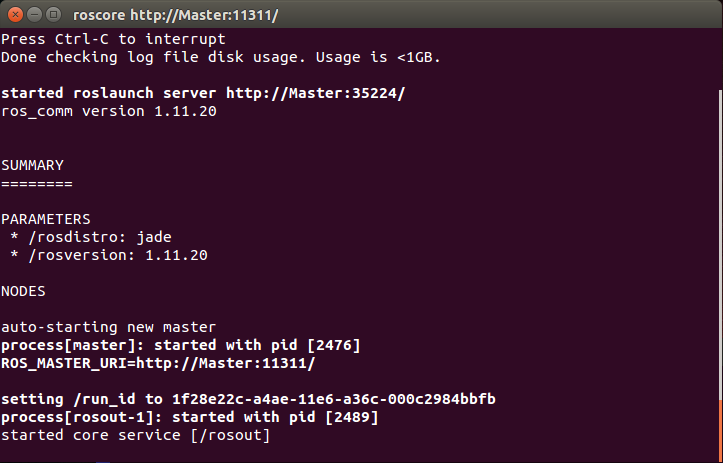 roscore http://Master:11311/
Press Ctrl-C to interrupt
Done checking log file disk usage. Usage is <1GB.
started roslaunch server http://Master:35224/
ros_comm version 1.11.20
SUMMARY
========
PARAMETERS
 * /rosdistro: jade
 * /rosversion: 1.11.20
NODES
auto-starting new master
process[master]: started with pid [2476]
ROS_MASTER_URI=http://Master:11311/
setting /run_id to 1f28e22c-a4ae-11e6-a36c-000c2984bbfb
process[rosout-1]: started with pid [2489]
started core service [/rosout]